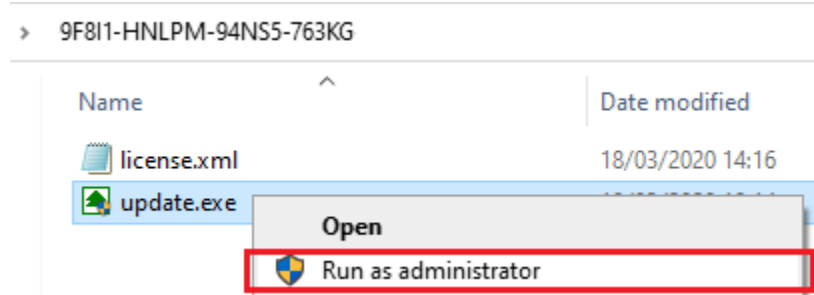 9F8I1-HNLPM-94NS5-763KG
Name Date modified
license.xml 18/03/2020 14:16
update.exe
Open
Run as administrator